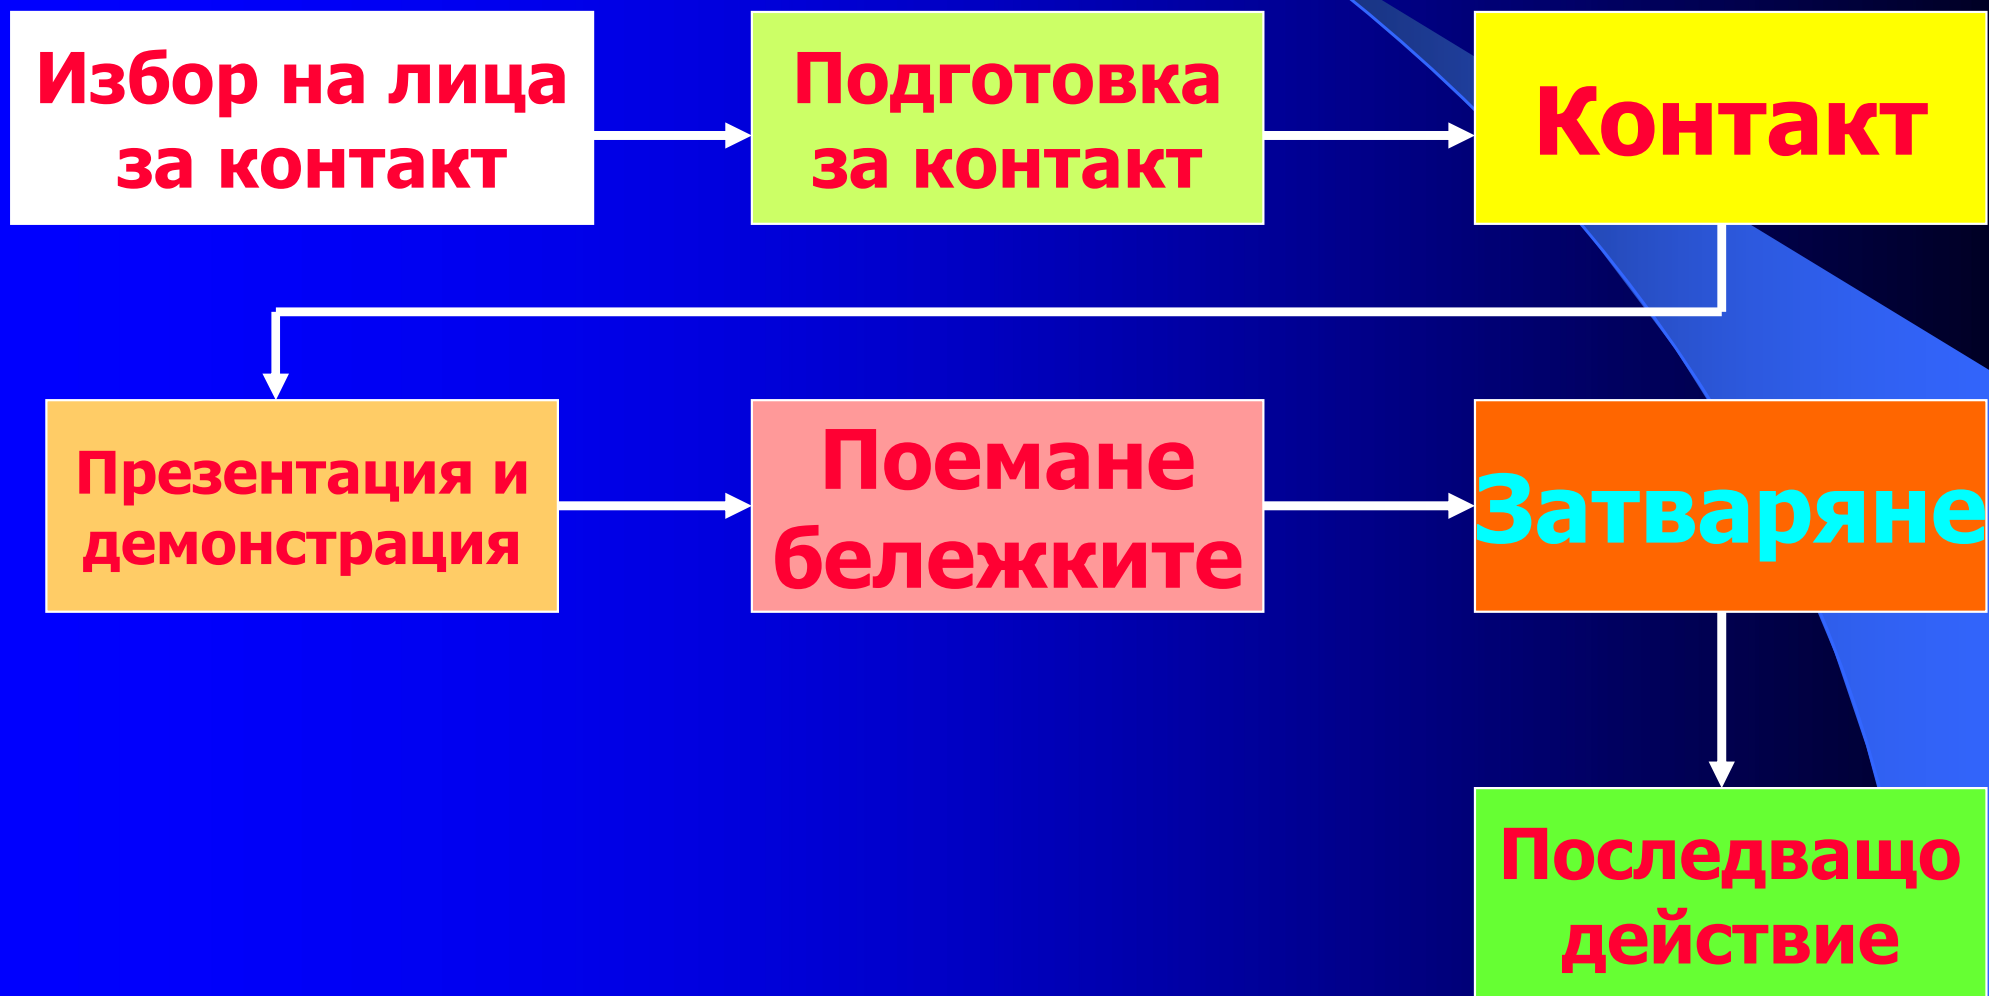 Избор на лица
за контакт
Подготовка
за контакт
Контакт
Презентация и
демонстрация
Поемане
бележките
Затваряне
Последващо
действие